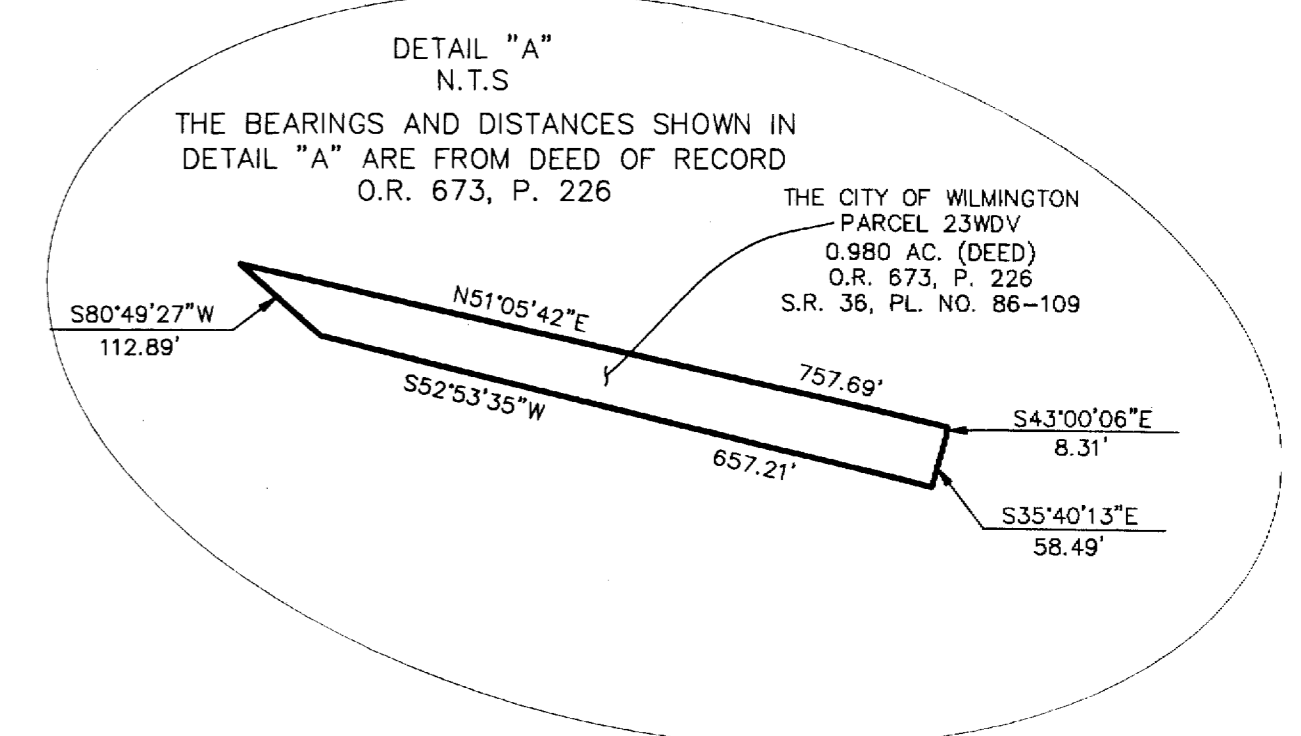 DETAIL "A"
N.T.S
THE BEARINGS AND DISTANCES SHOWN IN
DETAIL "A" ARE FROM DEED OF RECORD
O.R. 673, P. 226
THE CITY OF WILMINGTON
PARCEL 23WDV
0.980 AC. (DEED)
O.R. 673, P. 226
S.R. 36, PL. NO. 86-109
S80°49'27"W
112.89'
N51°05'42"E
757.69'
S52°53'35"W
657.21'
S43°00'06"E
8.31'
S35°40'13"E
58.49'